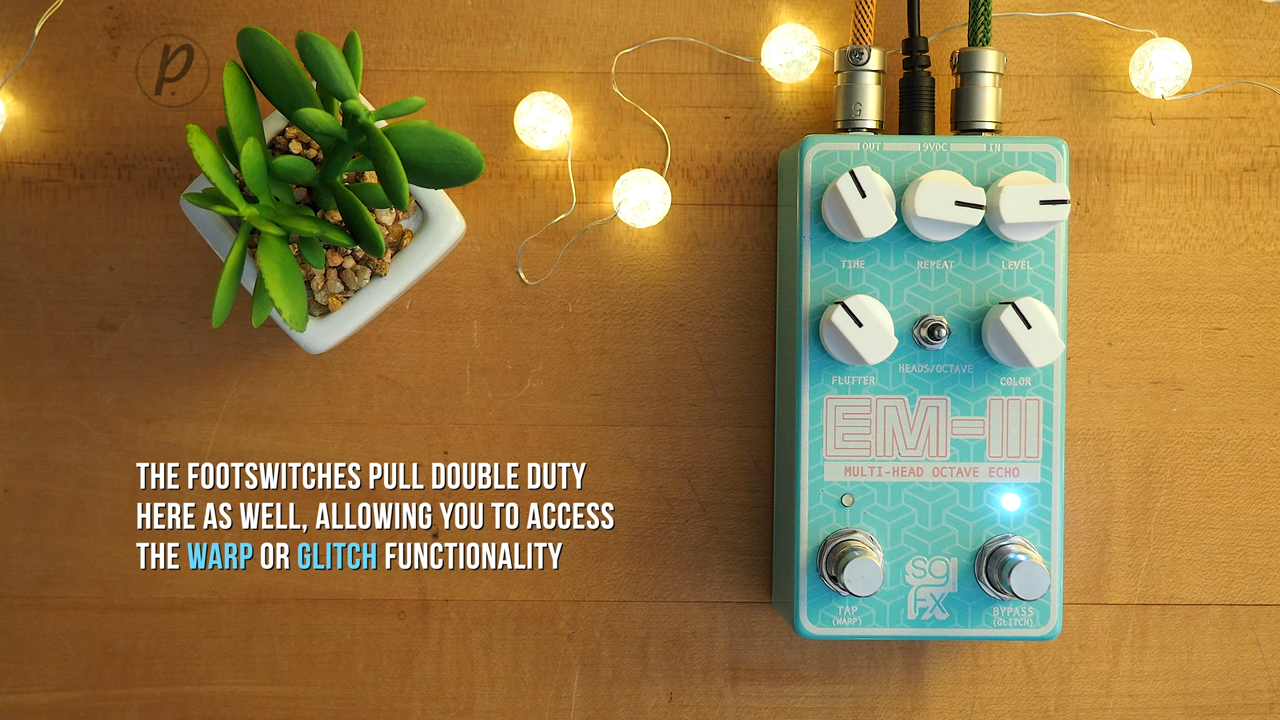 p.
OUT 9VDC IN
TIME REPEAT LEVEL
HEADS/OCTAVE
FLUTTER COLOR
EM-III
MULTI-HEAD OCTAVE ECHO
THE FOOTSWITCHES PULL DOUBLE DUTY
HERE AS WELL, ALLOWING YOU TO ACCESS
THE WARP OR GLITCH FUNCTIONALITY
sg
FX
TAP BYPASS
(WARP) (GLITCH)